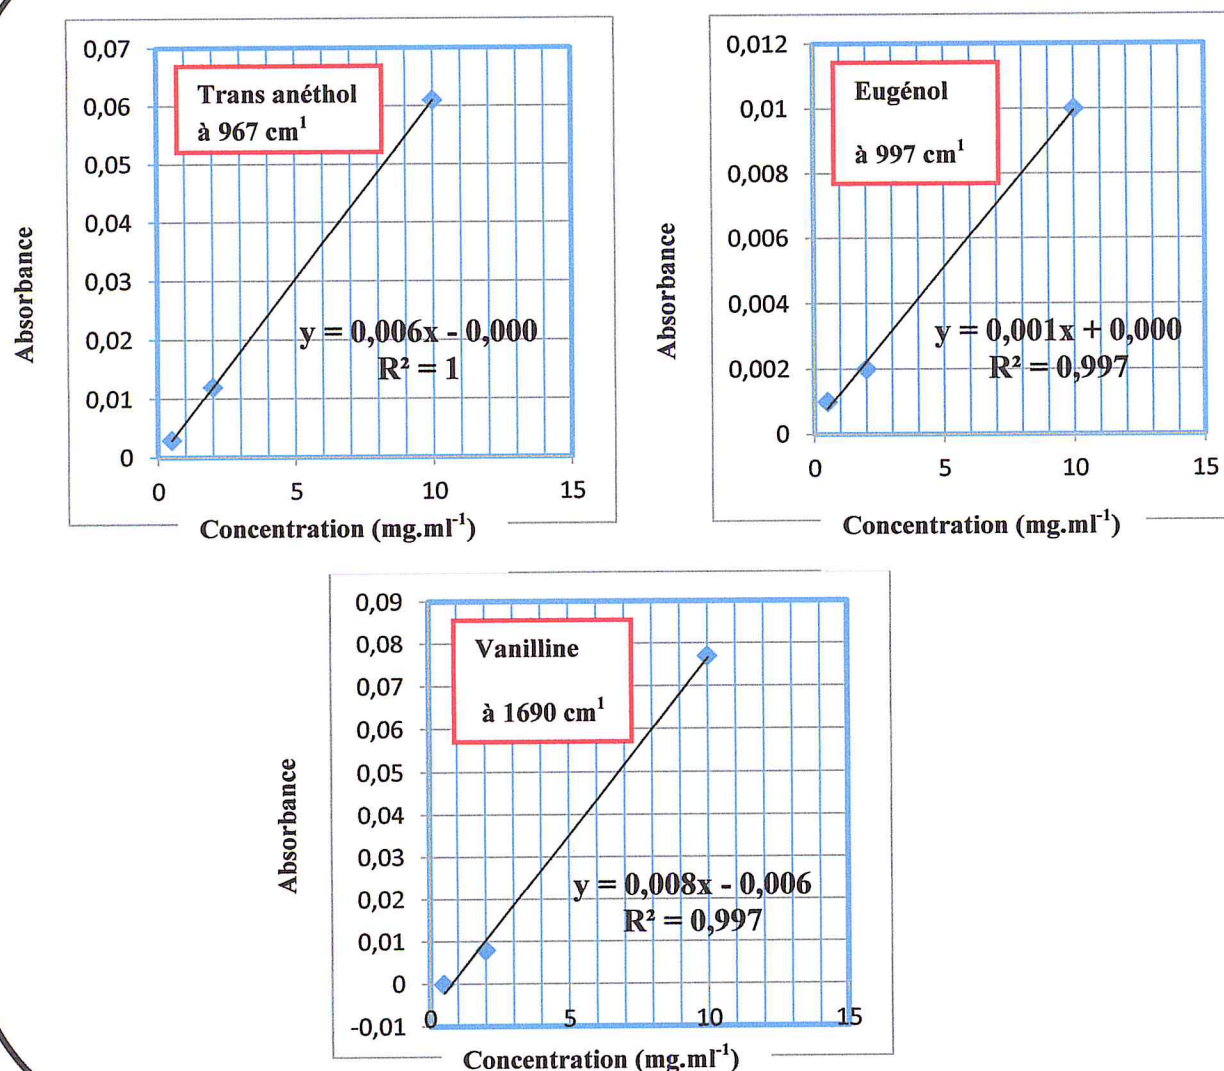 0,07
0,06
0,05
0,04
0,03
0,02
0,01
0
Absorbance
Trans anéthol
à 967 cm¹
y = 0,006x - 0,000
R² = 1
0 5 10 15
Concentration (mg.ml⁻¹)
0,012
0,01
0,008
0,006
0,004
0,002
0
Absorbance
Eugénol
à 997 cm¹
y = 0,001x + 0,000
R² = 0,997
0 5 10 15
Concentration (mg.ml⁻¹)
0,09
0,08
0,07
0,06
0,05
0,04
0,03
0,02
0,01
0
-0,01
Absorbance
Vanilline
à 1690 cm¹
y = 0,008x - 0,006
R² = 0,997
0 5 10 15
Concentration (mg.ml⁻¹)